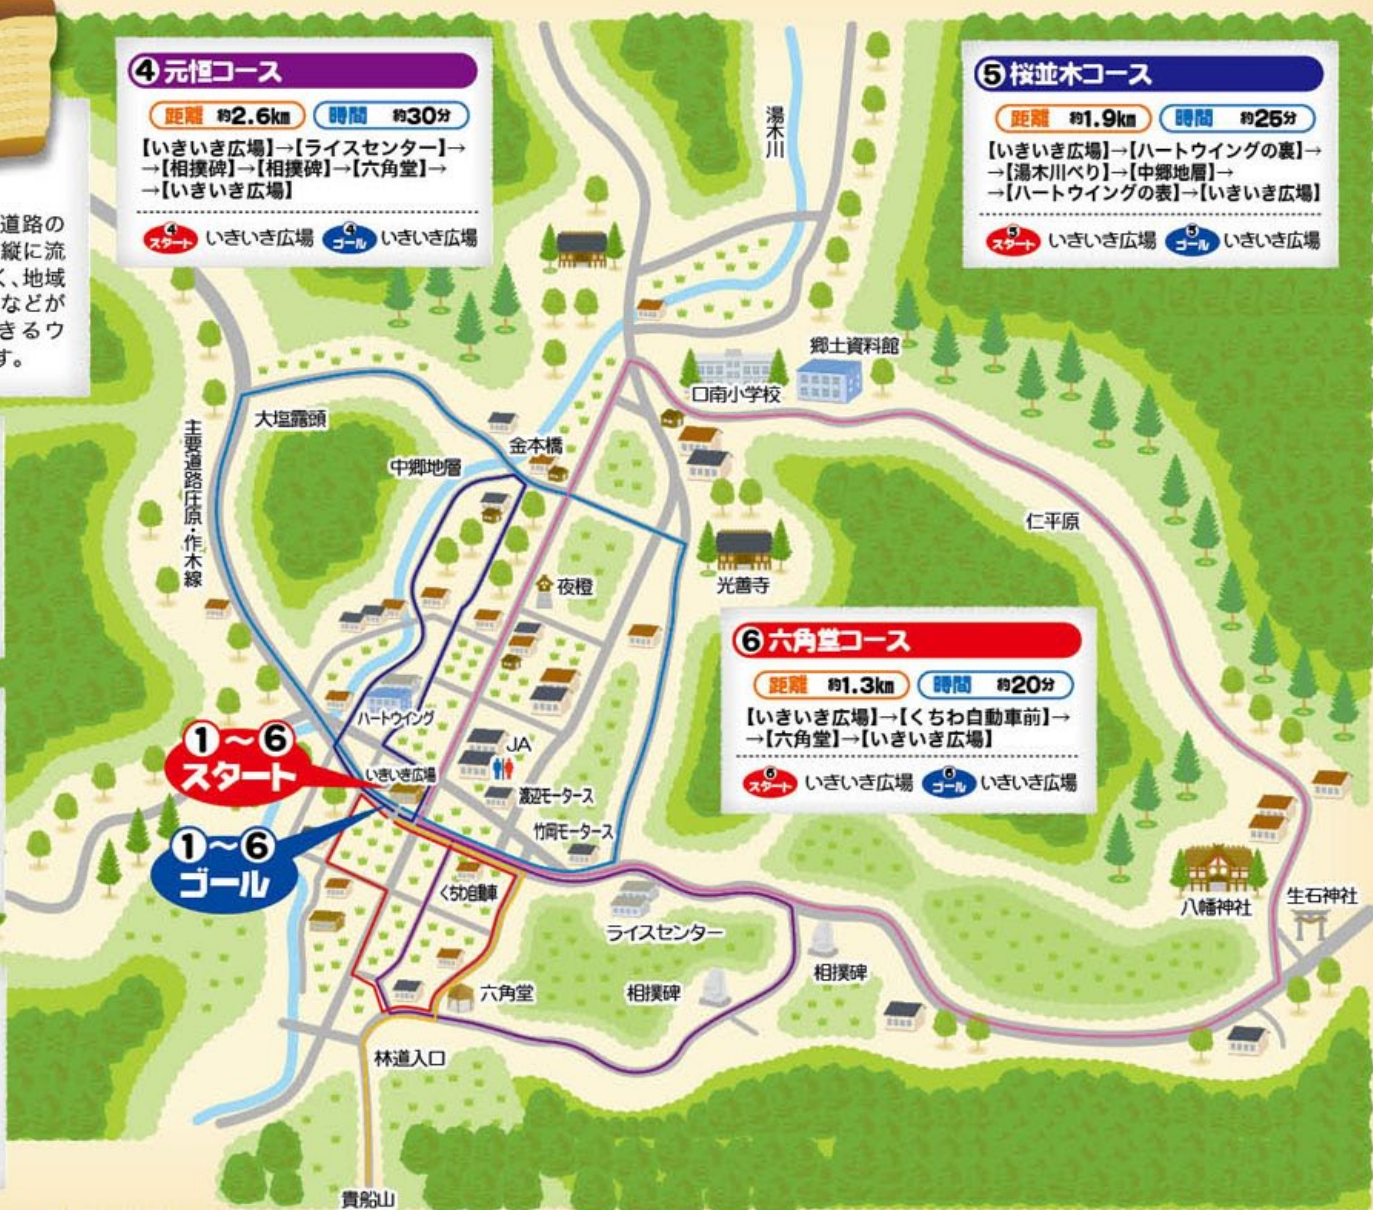 道路の
縦に流
く、地域
などが
きるウ
す。
④元恒コース
距離 約2.6km 時間 約30分
【いきいき広場】→【ライスセンター】→
→【相撲碑】→【相撲碑】→【六角堂】→
→【いきいき広場】
④スタート いきいき広場 ④ゴール いきいき広場
⑤桜並木コース
距離 約1.9km 時間 約25分
【いきいき広場】→【ハートウイングの裏】→
→【湯木川べり】→【中郷地層】→
→【ハートウイングの表】→【いきいき広場】
⑤スタート いきいき広場 ⑤ゴール いきいき広場
湯木川
郷土資料館
口南小学校
大塩露頭
主要道路庄原・作木線
金本橋
中郷地層
仁平原
夜橙
光善寺
⑥六角堂コース
距離 約1.3km 時間 約20分
【いきいき広場】→【くちわ自動車前】→
→【六角堂】→【いきいき広場】
⑥スタート いきいき広場 ⑥ゴール いきいき広場
ハートウイング
JA
①〜⑥
スタート
いきいき広場
渡辺モータース
竹岡モータース
①〜⑥
ゴール
くちわ自動車
八幡神社
生石神社
ライスセンター
相撲碑
相撲碑
六角堂
林道入口
貴船山